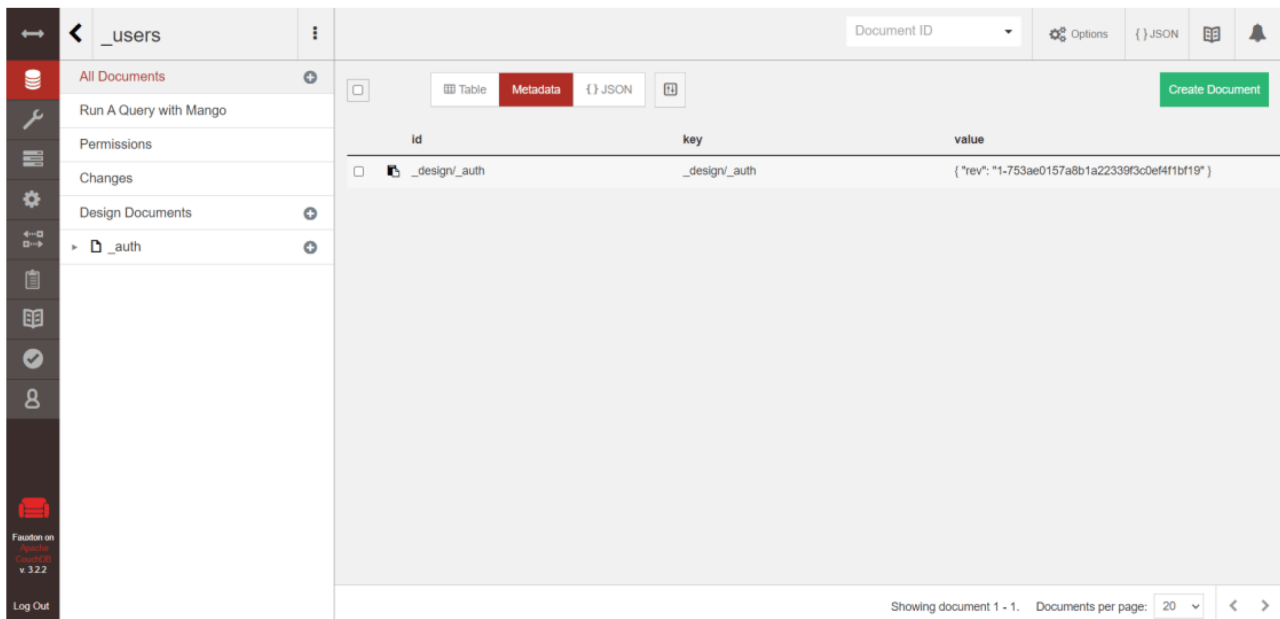 _users
Document ID
Options
{ } JSON
All Documents
Run A Query with Mango
Permissions
Changes
Design Documents
_auth
Table
Metadata
{ } JSON
Create Document
id key value
_design/_auth _design/_auth { "rev": "1-753ae0157a8b1a22339f3c0ef4f1bf19" }
Fauxton on
Apache
CouchDB
v. 3.2.2
Log Out
Showing document 1 - 1. Documents per page: 20